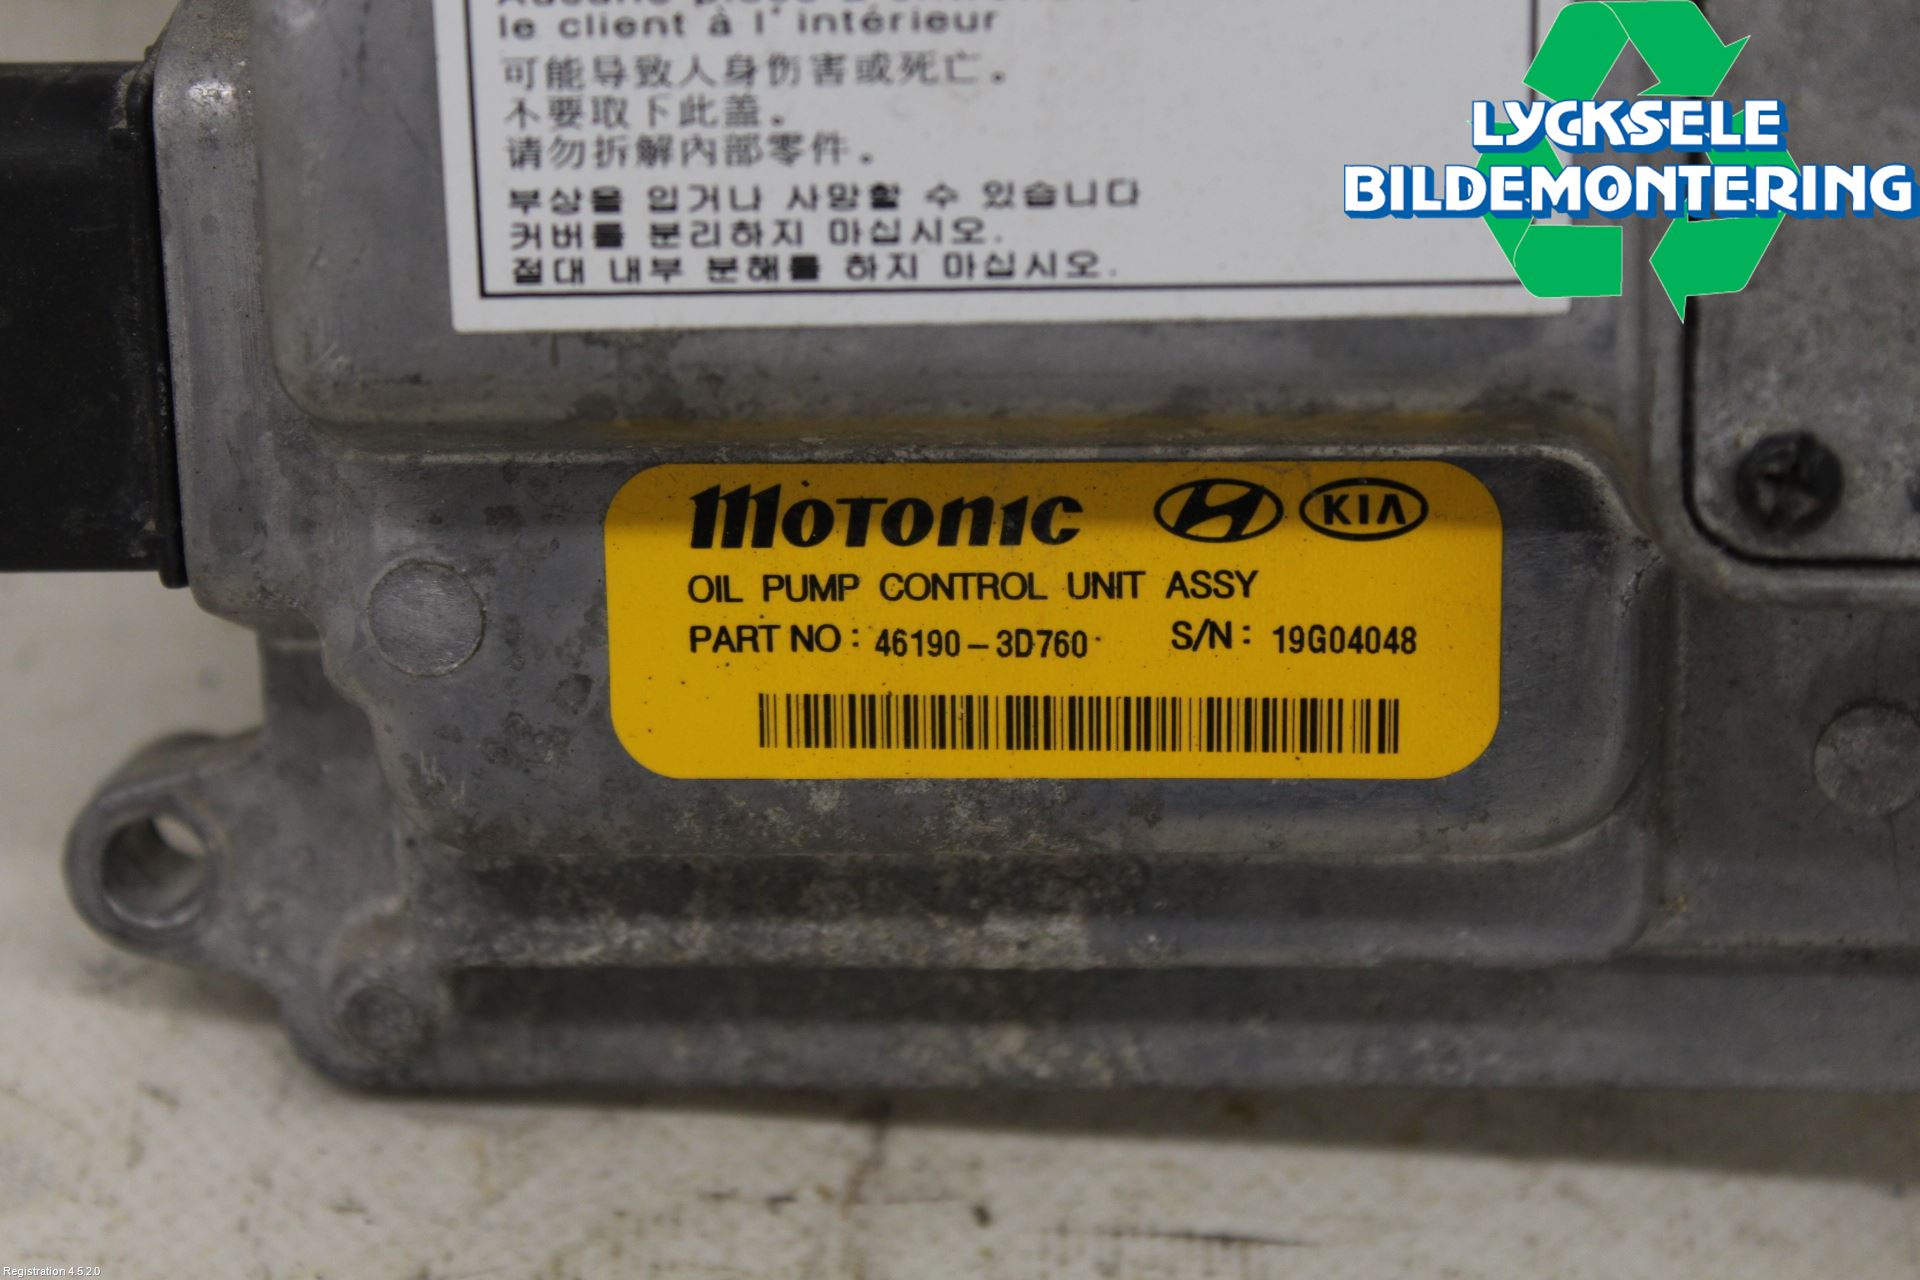 le client à l' intérieur
可能导致人身伤害或死亡。
不要取下此盖。
请勿拆解内部零件。
부상을 입거나 사망할 수 있습니다
커버를 분리하지 마십시오.
절대 내부 분해를 하지 마십시오.
LYCKSELE
BILDEMONTERING
MOTONIC KIA
OIL PUMP CONTROL UNIT ASSY
PART NO: 46190-3D760 S/N: 19G04048
Registration 4.5.2.0